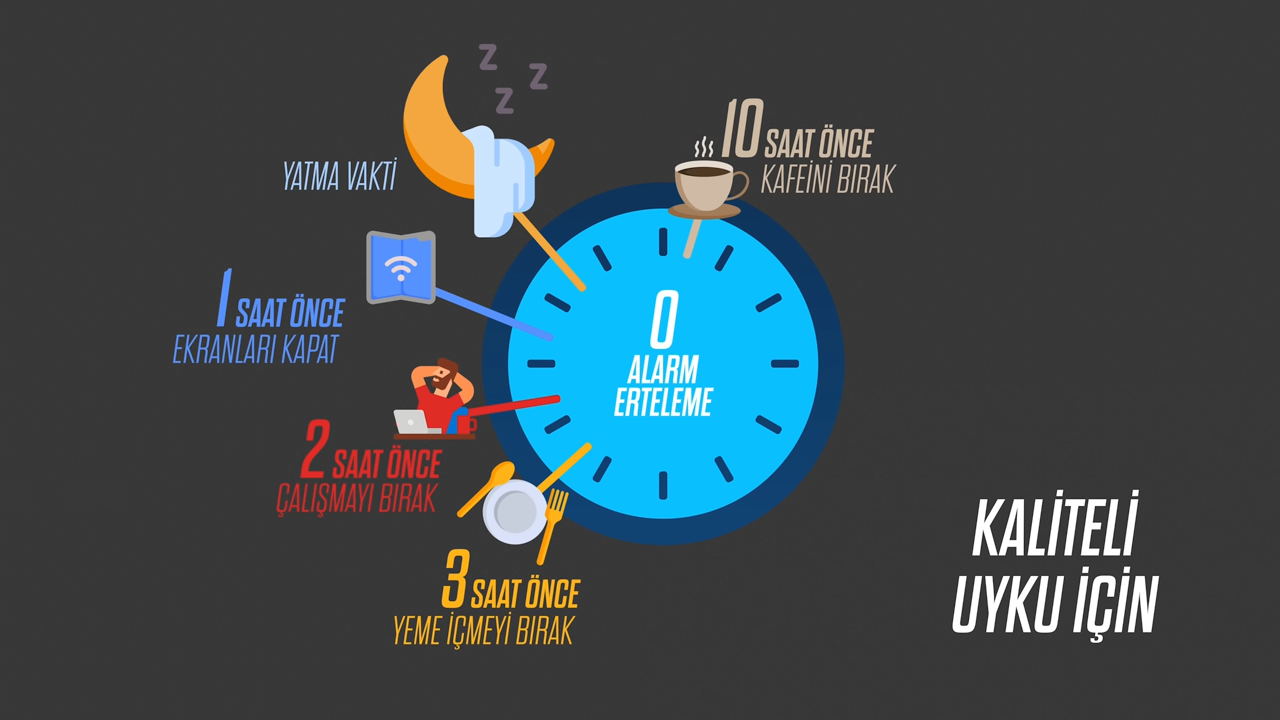 Z
Z
Z
10 SAAT ÖNCE
KAFEİNİ BIRAK
YATMA VAKTİ
1 SAAT ÖNCE
EKRANLARI KAPAT
0
ALARM
ERTELEME
2 SAAT ÖNCE
ÇALIŞMAYI BIRAK
3 SAAT ÖNCE
YEME İÇMEYİ BIRAK
KALİTELİ
UYKU İÇİN